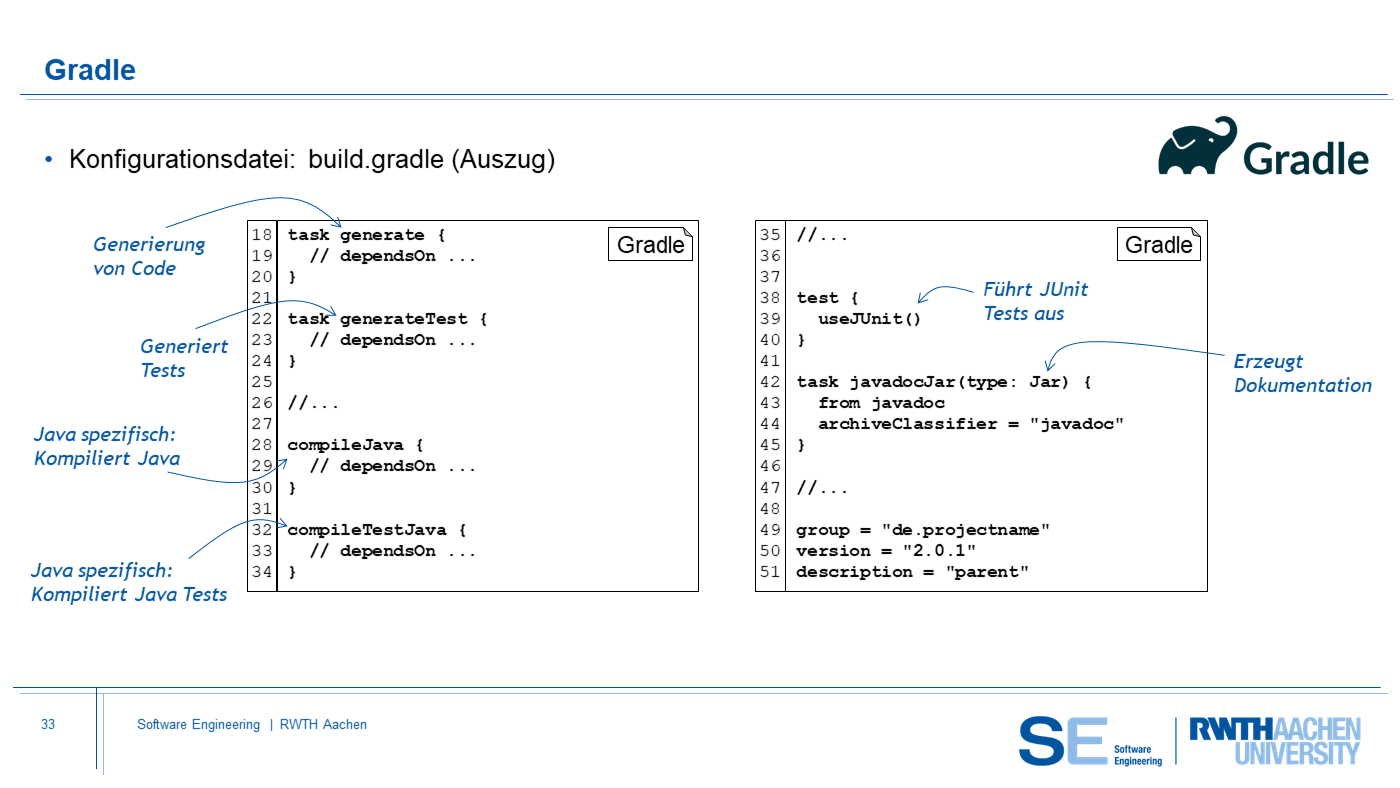 Gradle
• Konfigurationsdatei: build.gradle (Auszug)
Gradle
Generierung
von Code
Generiert
Tests
Java spezifisch:
Kompiliert Java
Java spezifisch:
Kompiliert Java Tests
Gradle
18 task generate {
19   // dependsOn ...
20 }
21
22 task generateTest {
23   // dependsOn ...
24 }
25
26 //...
27
28 compileJava {
29   // dependsOn ...
30 }
31
32 compileTestJava {
33   // dependsOn ...
34 }
Gradle
35 //...
36
37
38 test {
39   useJUnit()
40 }
41
42 task javadocJar(type: Jar) {
43   from javadoc
44   archiveClassifier = "javadoc"
45 }
46
47 //...
48
49 group = "de.projectname"
50 version = "2.0.1"
51 description = "parent"
Führt JUnit
Tests aus
Erzeugt
Dokumentation
33
Software Engineering | RWTH Aachen
SE Software
Engineering
RWTHAACHEN
UNIVERSITY